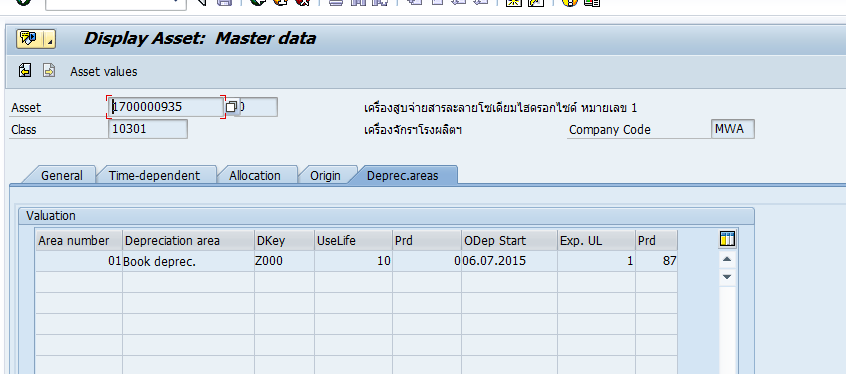 Display Asset: Master data
Asset values
Asset 1700000935 0 เครื่องสูบจ่ายสารละลายโซเดียมไฮดรอกไซด์ หมายเลข 1
Class 10301 เครื่องจักรฯโรงผลิตฯ Company Code MWA
General Time-dependent Allocation Origin Deprec.areas
Valuation
Area number Depreciation area DKey UseLife Prd ODep Start Exp. UL Prd
01 Book deprec. Z000 10 0 06.07.2015 1 87